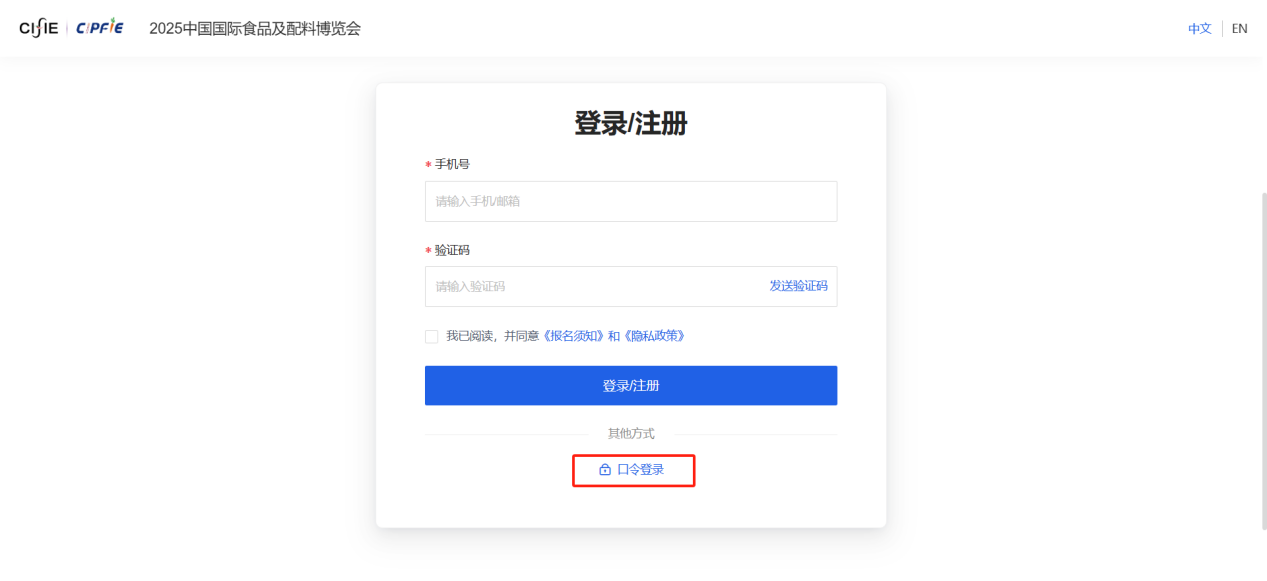 CIFIE CIPFIE 2025中国国际食品及配料博览会 中文 EN
登录/注册
* 手机号
请输入手机/邮箱
* 验证码
请输入验证码 发送验证码
我已阅读，并同意《报名须知》和《隐私政策》
登录/注册
其他方式
口令登录